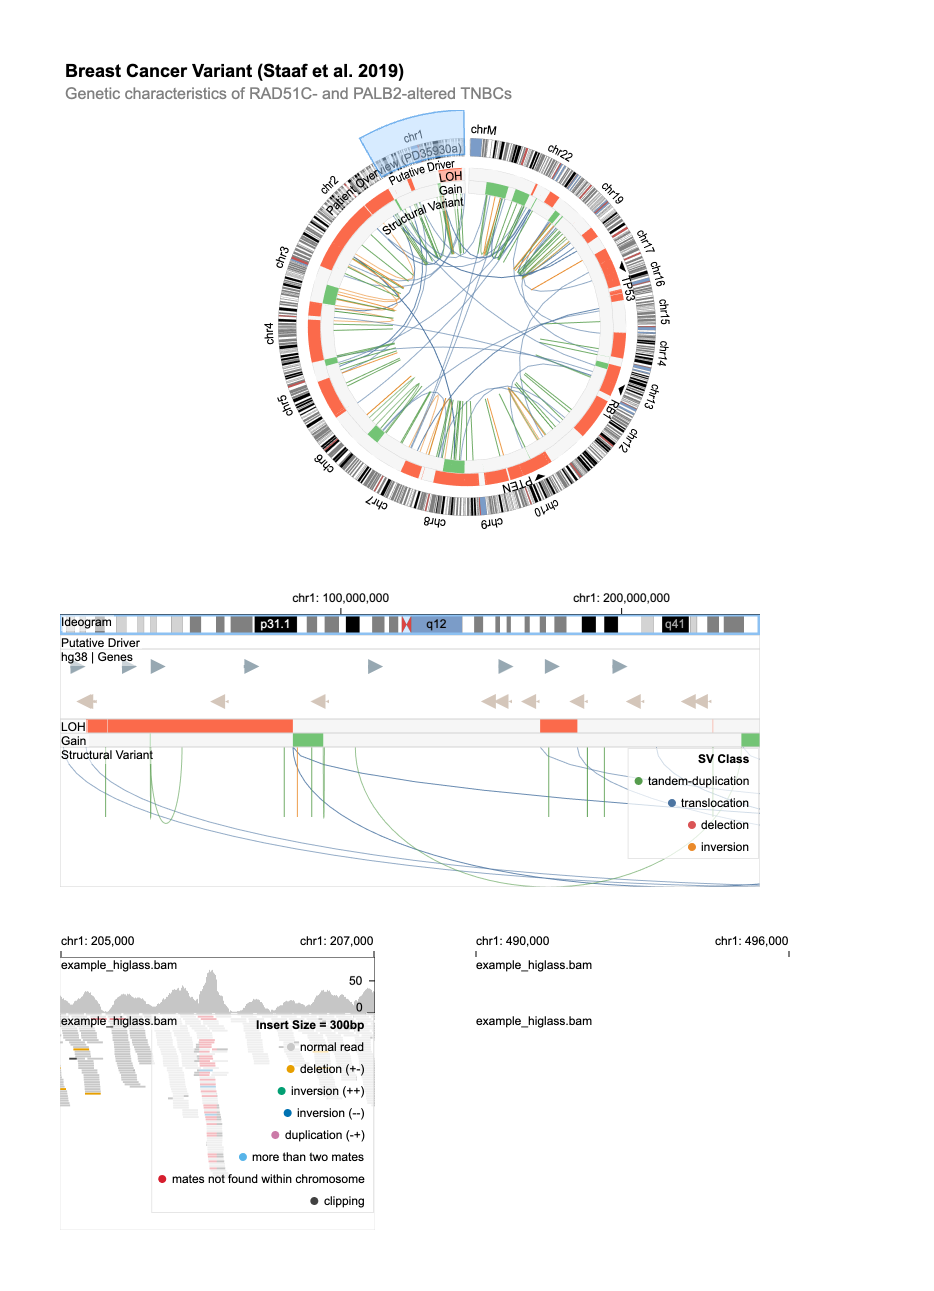 Breast Cancer Variant (Staaf et al. 2019)
Genetic characteristics of RAD51C- and PALB2-altered TNBCs
chr1
chrM
chr22
chr19
chr17
chr16
chr15
chr14
chr13
chr12
chr10
chr9
chr8
chr7
chr6
chr5
chr4
chr3
chr2
Patient Overview (PD35930a)
Putative Driver
LOH
Gain
Structural Variant
TP53
RB1
PTEN
chr1: 100,000,000
chr1: 200,000,000
Ideogram
p31.1
q12
q41
Putative Driver
hg38 | Genes
LOH
Gain
Structural Variant
SV Class
tandem-duplication
translocation
delection
inversion
chr1: 205,000
chr1: 207,000
example_higlass.bam
50
0
example_higlass.bam
Insert Size = 300bp
normal read
deletion (+-)
inversion (++)
inversion (--)
duplication (-+)
more than two mates
mates not found within chromosome
clipping
chr1: 490,000
chr1: 496,000
example_higlass.bam
example_higlass.bam